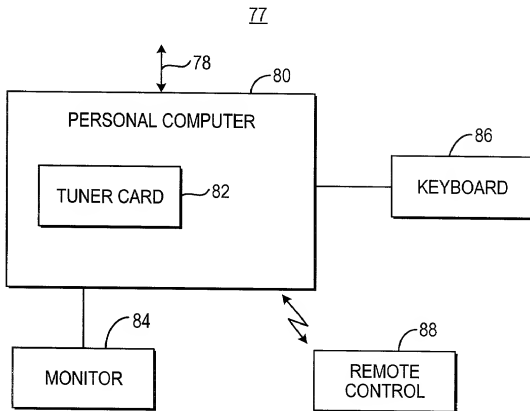 77
78
80
PERSONAL COMPUTER
86
KEYBOARD
TUNER CARD
82
84
MONITOR
88
REMOTE
CONTROL